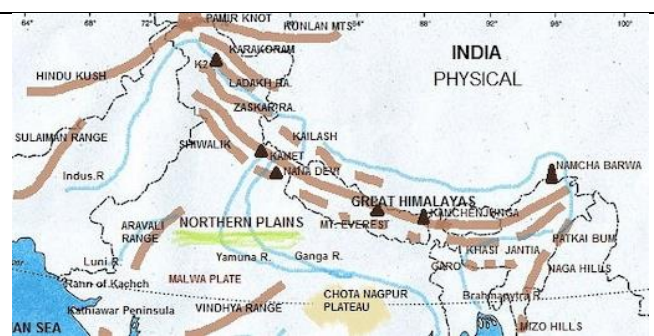 64° 72° 76° 80° 84° 88° 92° 96° 100°
PAMIR KNOT
KUNLAN MTS.
KARAKORAM
K2
INDIA
PHYSICAL
HINDU KUSH
LADAKH RA.
ZASKAR RA.
SULAIMAN RANGE
SHIWALIK
KAILASH
KAMET
NANA DEVI
NAMCHA BARWA
Indus.R
GREAT HIMALAYAS
KANCHENJUNGA
MT. EVEREST
ARAVALI
RANGE
NORTHERN PLAINS
PATKAI BUM
KHASI JANTIA
GARO
NAGA HILLS
Luni R.
Yamuna R.
Ganga R.
Rann of Kachch
MALWA PLATE
CHOTA NAGPUR
PLATEAU
Brahmaputra R
Kathiawar Peninsula
VINDHYA RANGE
AN SEA
MIZO HILLS